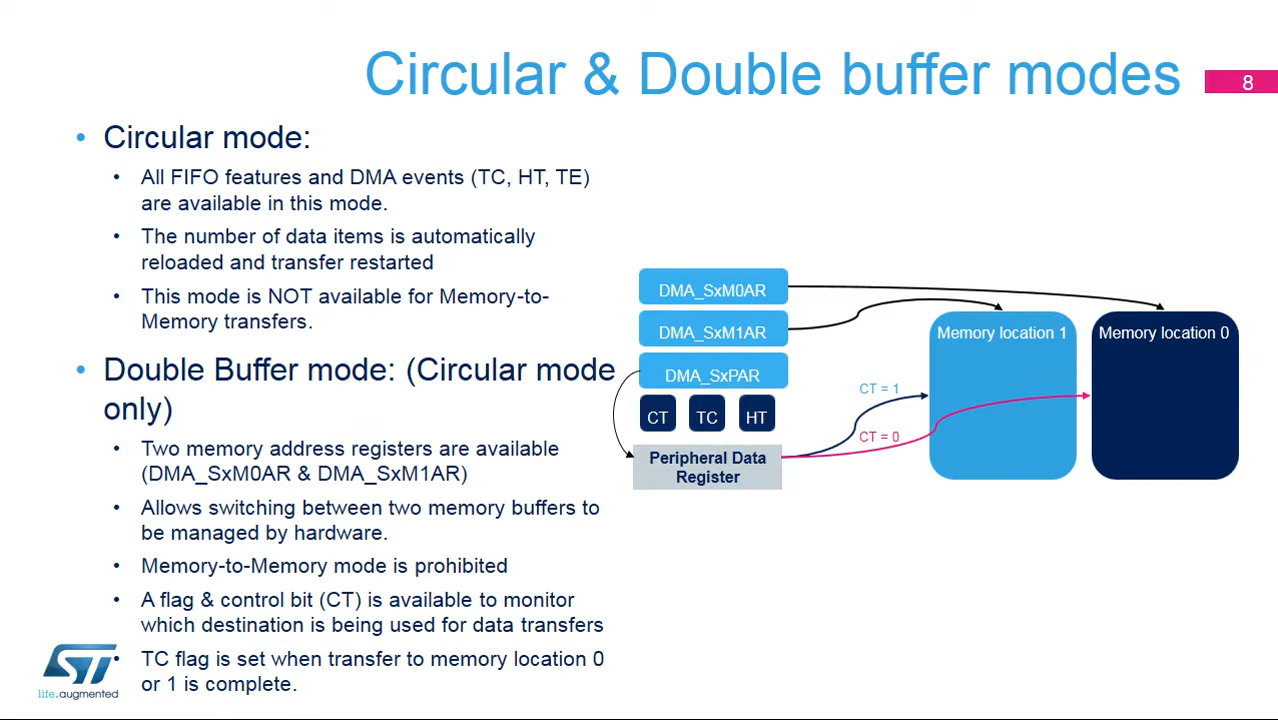 Circular & Double buffer modes
8
• Circular mode:
• All FIFO features and DMA events (TC, HT, TE)
are available in this mode.
• The number of data items is automatically
reloaded and transfer restarted
• This mode is NOT available for Memory-to-
Memory transfers.
• Double Buffer mode: (Circular mode
only)
• Two memory address registers are available
(DMA_SxM0AR & DMA_SxM1AR)
• Allows switching between two memory buffers to
be managed by hardware.
• Memory-to-Memory mode is prohibited
• A flag & control bit (CT) is available to monitor
which destination is being used for data transfers
• TC flag is set when transfer to memory location 0
or 1 is complete.
DMA_SxM0AR
DMA_SxM1AR
DMA_SxPAR
CT
TC
HT
Peripheral Data
Register
CT = 1
CT = 0
Memory location 1
Memory location 0
ST
life.augmented